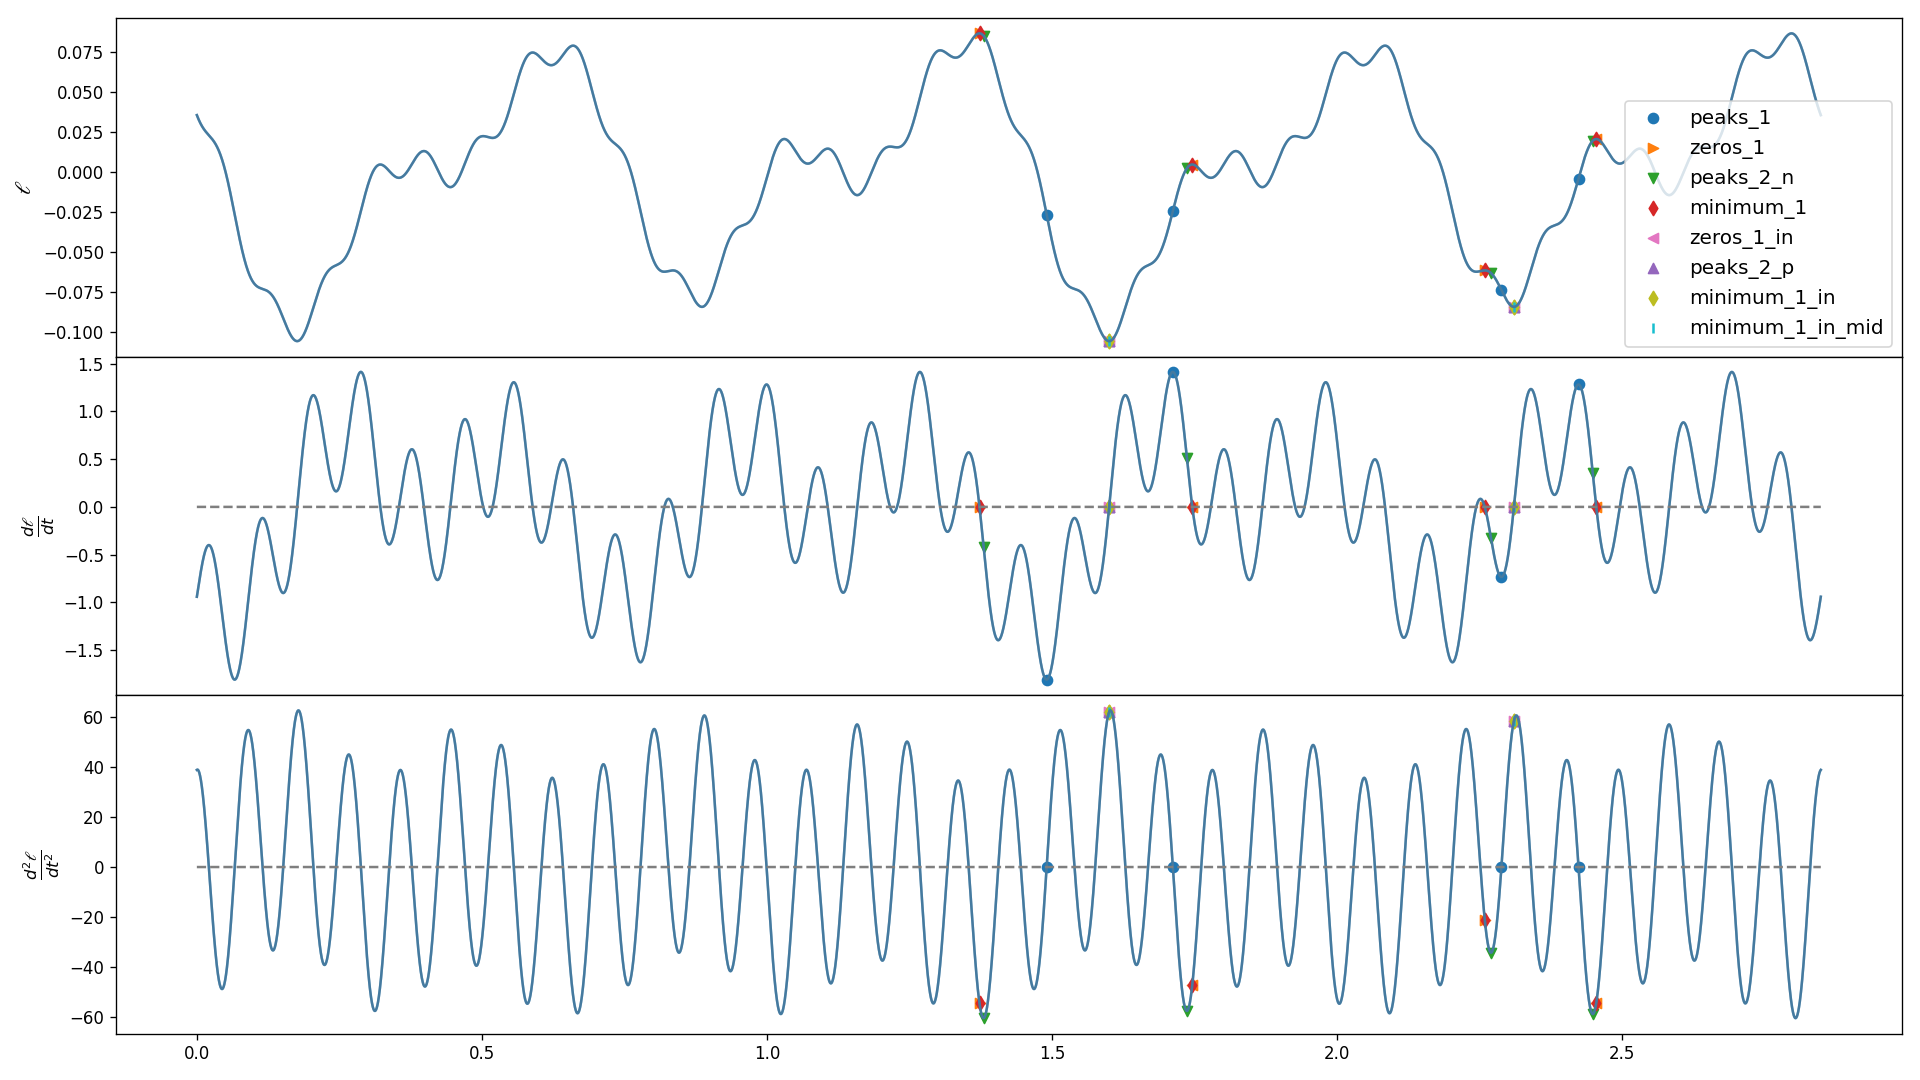 0.075
0.050
0.025
0.000
−0.025
−0.050
−0.075
−0.100
ℓ
peaks_1
zeros_1
peaks_2_n
minimum_1
zeros_1_in
peaks_2_p
minimum_1_in
minimum_1_in_mid
1.5
1.0
0.5
0.0
−0.5
−1.0
−1.5
dℓ
dt
60
40
20
0
−20
−40
−60
d²ℓ
dt²
0.0 0.5 1.0 1.5 2.0 2.5